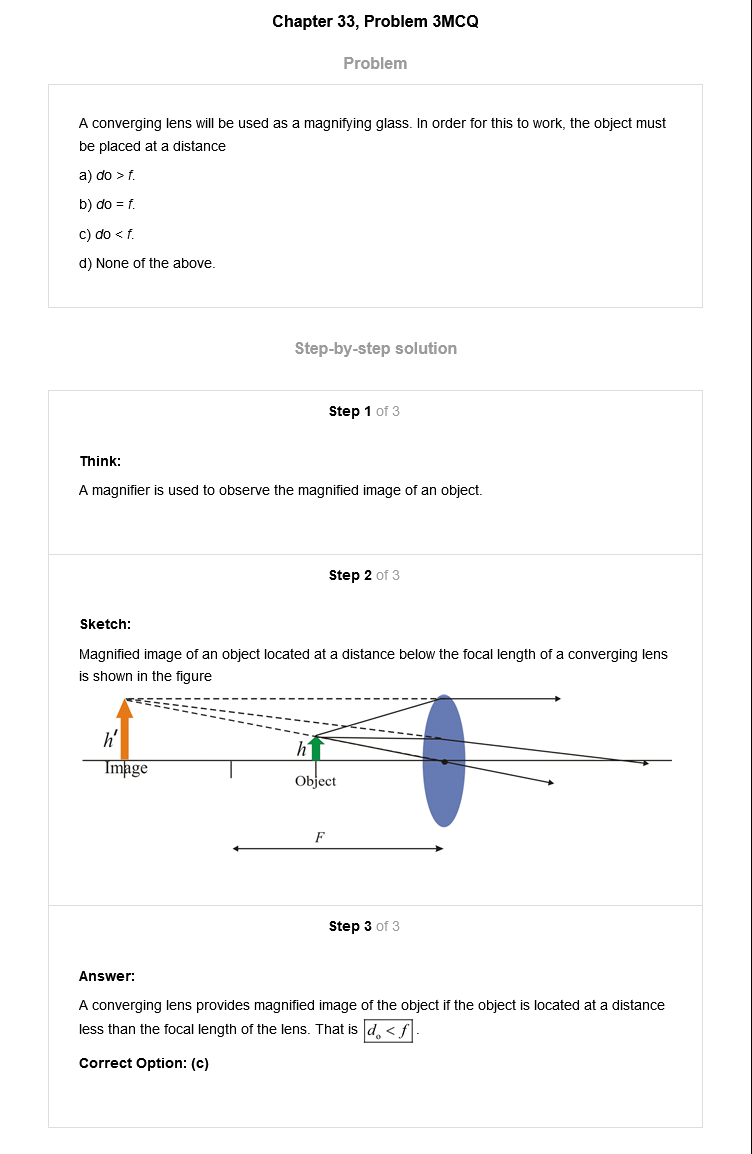 Chapter 33, Problem 3MCQ
Problem
A converging lens will be used as a magnifying glass. In order for this to work, the object must
be placed at a distance
a) do > f.
b) do = f.
c) do < f.
d) None of the above.
Step-by-step solution
Step 1 of 3
Think:
A magnifier is used to observe the magnified image of an object.
Step 2 of 3
Sketch:
Magnified image of an object located at a distance below the focal length of a converging lens
is shown in the figure
h'
h
Image
Object
F
Step 3 of 3
Answer:
A converging lens provides magnified image of the object if the object is located at a distance
less than the focal length of the lens. That is dₒ < f.
Correct Option: (c)